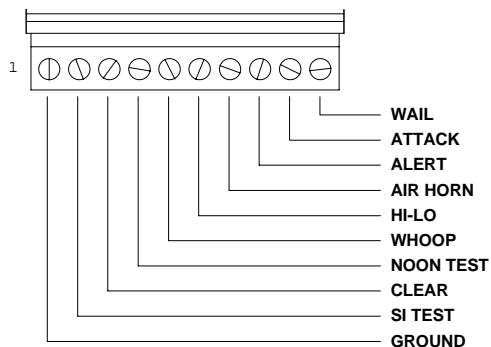 1
WAIL
ATTACK
ALERT
AIR HORN
HI-LO
WHOOP
NOON TEST
CLEAR
SI TEST
GROUND